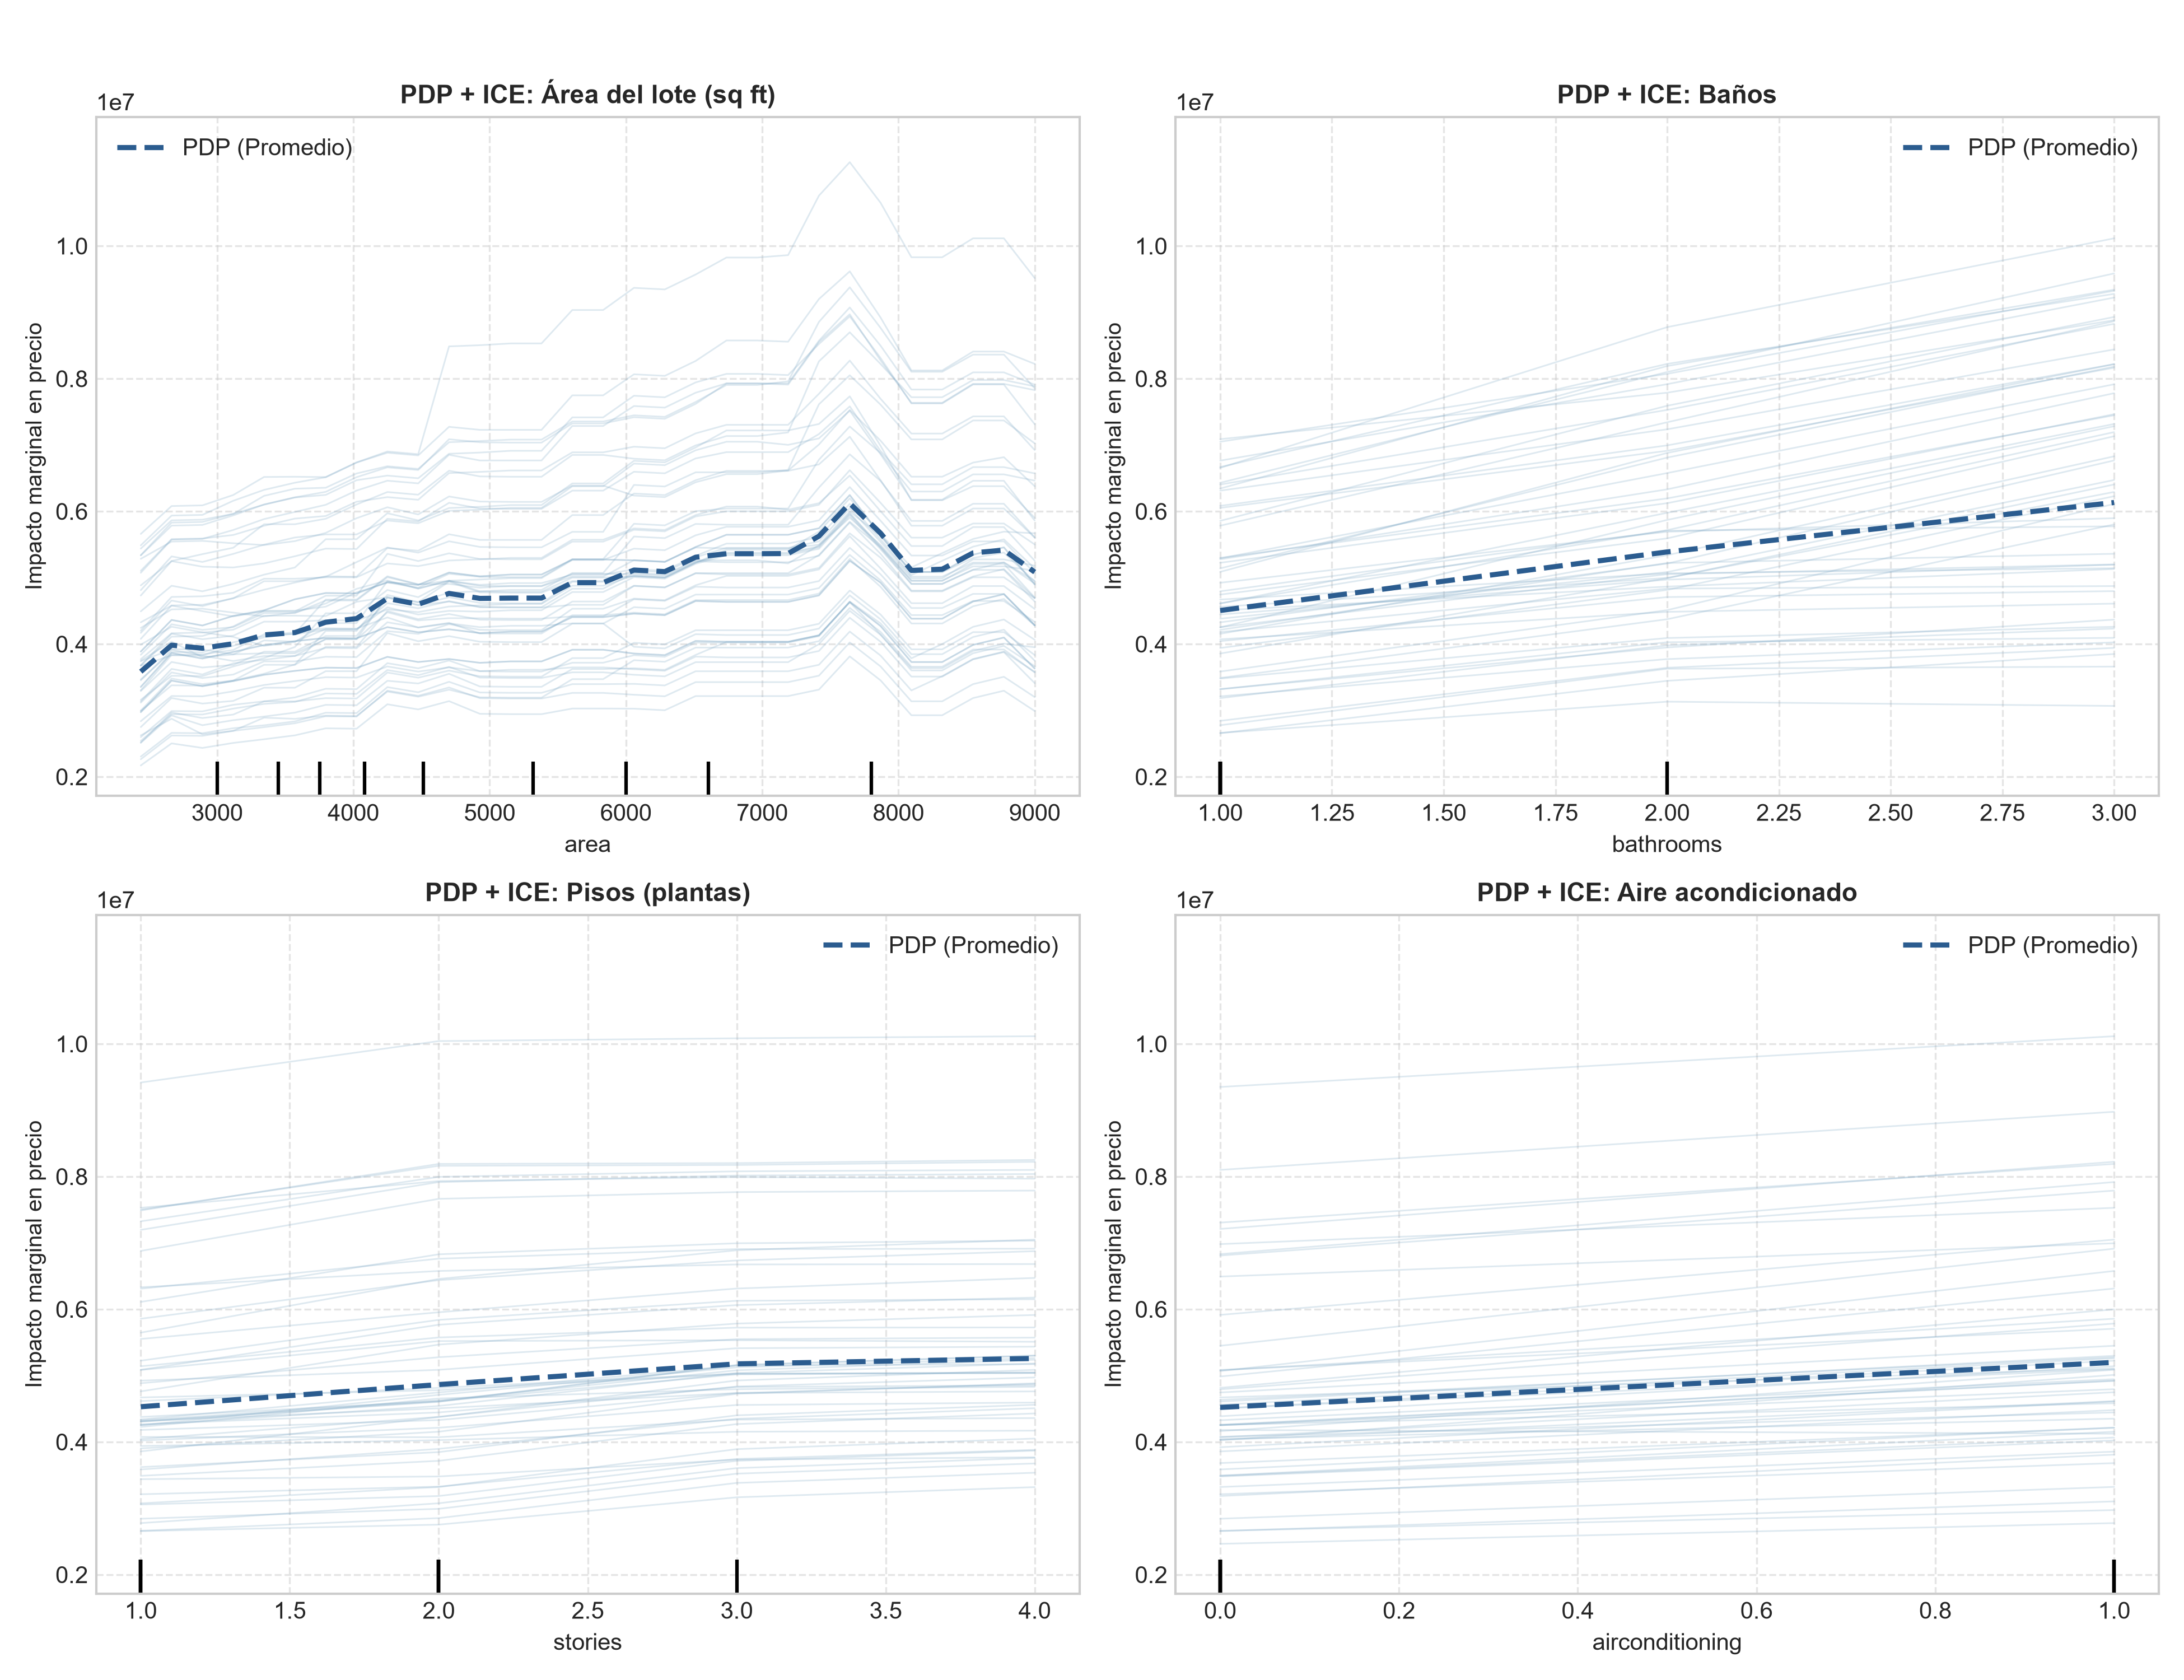 PDP + ICE: Área del lote (sq ft)
1e7
PDP (Promedio)
Impacto marginal en precio
1.0
0.8
0.6
0.4
0.2
3000 4000 5000 6000 7000 8000 9000
area
PDP + ICE: Baños
1e7
PDP (Promedio)
Impacto marginal en precio
1.0
0.8
0.6
0.4
0.2
1.00 1.25 1.50 1.75 2.00 2.25 2.50 2.75 3.00
bathrooms
PDP + ICE: Pisos (plantas)
1e7
PDP (Promedio)
Impacto marginal en precio
1.0
0.8
0.6
0.4
0.2
1.0 1.5 2.0 2.5 3.0 3.5 4.0
stories
PDP + ICE: Aire acondicionado
1e7
PDP (Promedio)
Impacto marginal en precio
1.0
0.8
0.6
0.4
0.2
0.0 0.2 0.4 0.6 0.8 1.0
airconditioning